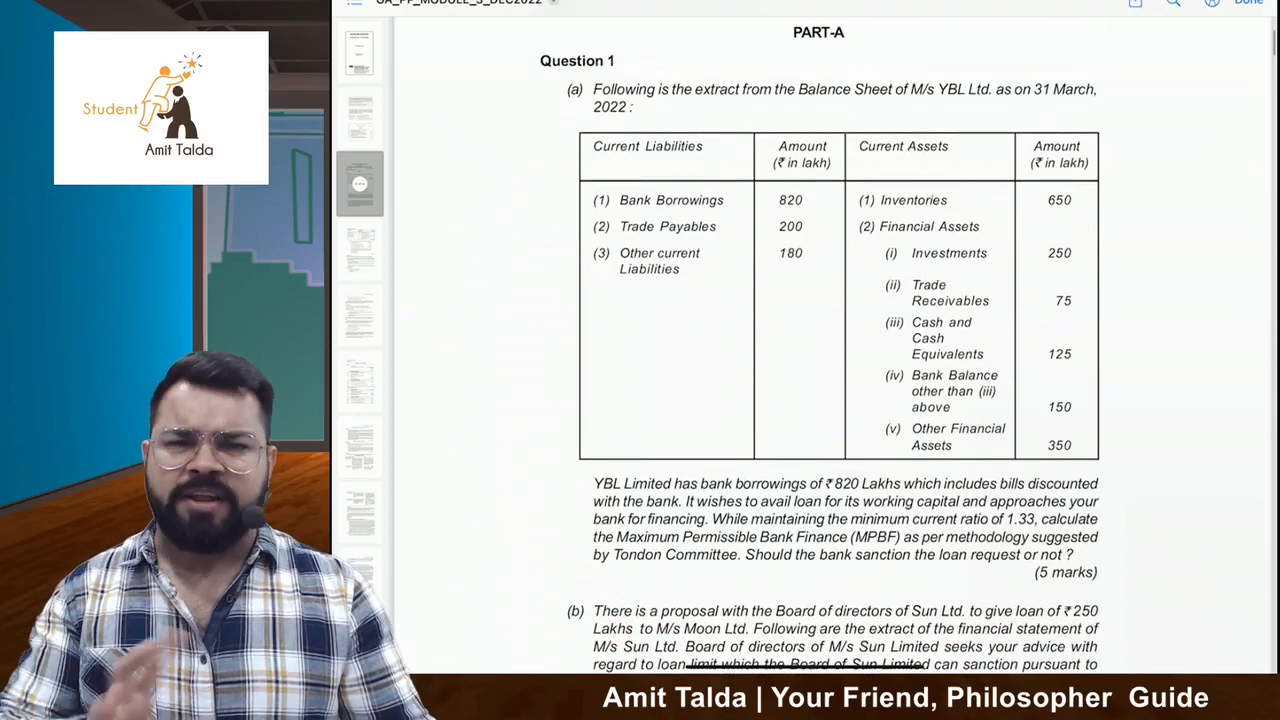 GA_PP_MODULE_3_DEC2022
Done
Student
Amit Talda
PART-A
Question 1
(a) Following is the extract from the Balance Sheet of M/s YBL Ltd. as on 31 March,
2022 :
Current Liabilities Amount Current Assets Amount
(₹ in lakh) (₹ in lakh)
(1) Bank Borrowings 820 (1) Inventories 650
(2) Trade Payables 200 (2) Financial Assets
(3) Other current 180 (i) Investments 250
Liabilities
(ii) Trade
Receivables 75
(iii) Cash and
Cash
Equivalents 125
(iv) Bank Balance
other than (iii)
above 150
(v) Other Financial
Assets 350
YBL Limited has bank borrowings of ₹ 820 Lakhs which includes bills discounted
with the bank. It wishes to avail loan for its working capital and approaches your
bank for financing. While maintaining the minimum current ratio of 1.33, calculate
the Maximum Permissible Bank Finance (MPBF) as per methodology suggested
by Tondon Committee. Should the bank sanction the loan request or not ?
(5 marks)
(b) There is a proposal with the Board of directors of Sun Ltd. to give loan of ₹ 250
Lakhs to M/s Moon Ltd. Following are the extract of the financial statement of
M/s Sun Ltd. Board of directors of M/s Sun Limited seeks your advice with
regard to loan limit which the Board of Sun Limited can sanction pursuant to
Amit Talda | Your Friend, Philosopher Guide